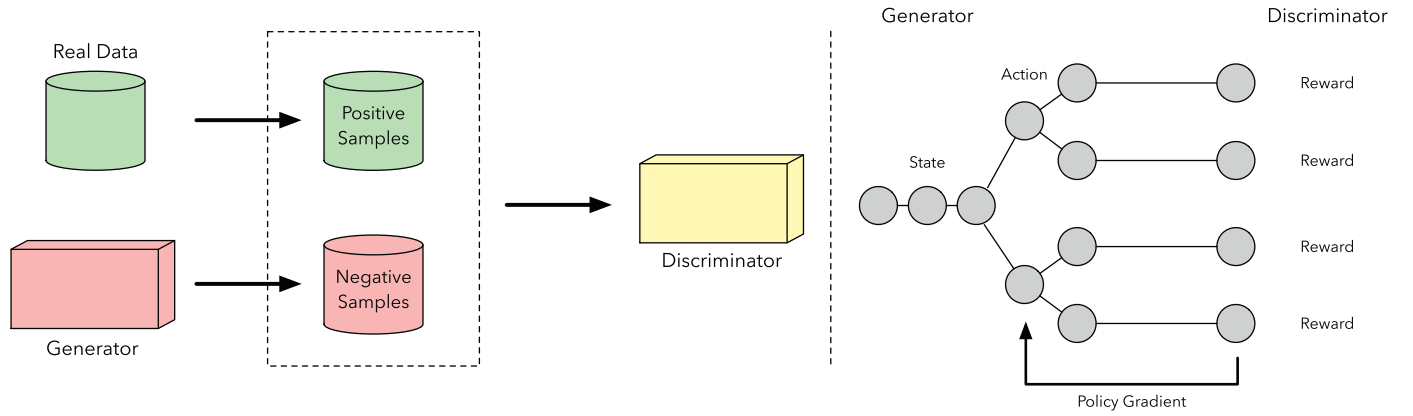 Real Data
Positive
Samples
Generator
Negative
Samples
Discriminator
Generator
Discriminator
State
Action
Reward
Reward
Reward
Reward
Policy Gradient